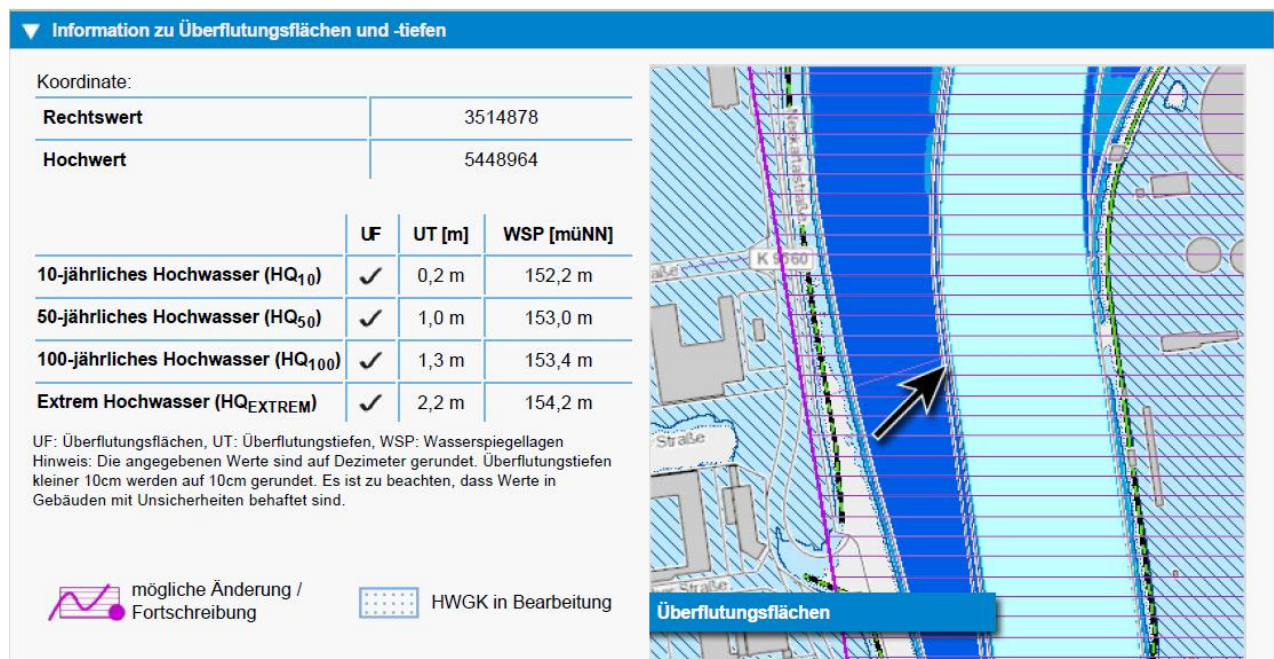 Information zu Überflutungsflächen und -tiefen
Koordinate:
Rechtswert 3514878
Hochwert 5448964
UF UT [m] WSP [müNN]
10-jährliches Hochwasser (HQ10) ✓ 0,2 m 152,2 m
50-jährliches Hochwasser (HQ50) ✓ 1,0 m 153,0 m
100-jährliches Hochwasser (HQ100) ✓ 1,3 m 153,4 m
Extrem Hochwasser (HQEXTREM) ✓ 2,2 m 154,2 m
UF: Überflutungsflächen, UT: Überflutungstiefen, WSP: Wasserspiegellagen
Hinweis: Die angegebenen Werte sind auf Dezimeter gerundet. Überflutungstiefen
kleiner 10cm werden auf 10cm gerundet. Es ist zu beachten, dass Werte in
Gebäuden mit Unsicherheiten behaftet sind.
mögliche Änderung /
Fortschreibung
HWGK in Bearbeitung
K 9560
Straße
Straße
Überflutungsflächen